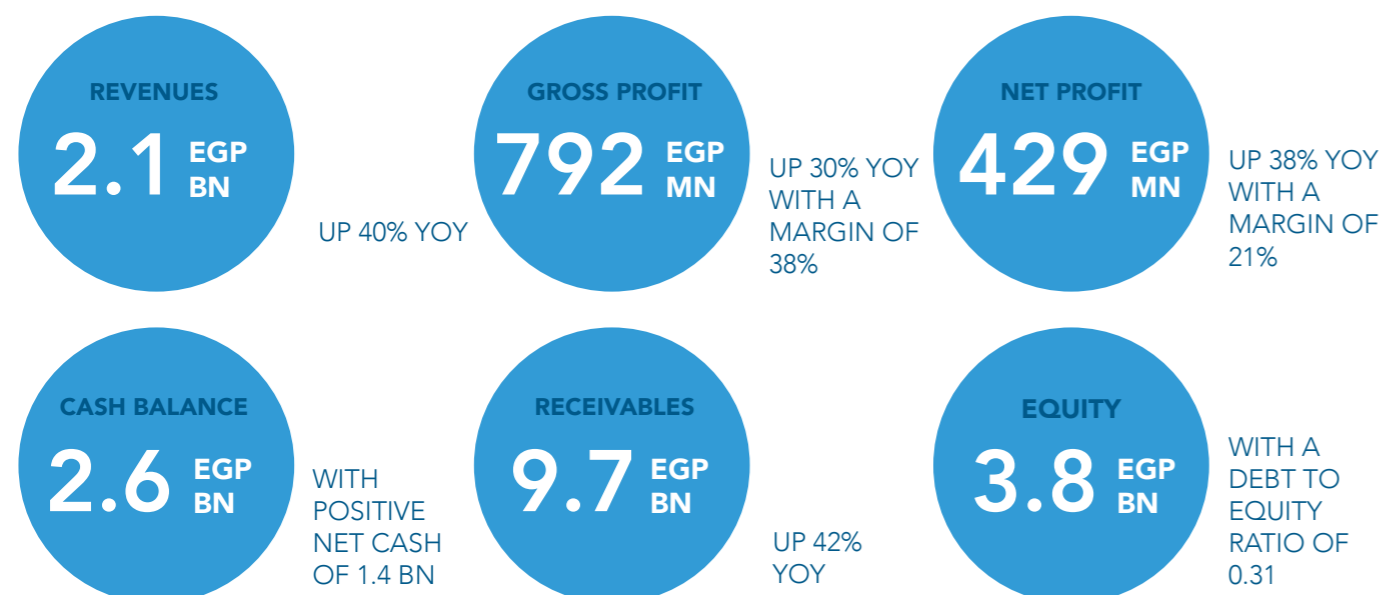 REVENUES
2.1 EGP
BN
UP 40% YOY
GROSS PROFIT
792 EGP
MN
UP 30% YOY
WITH A
MARGIN OF
38%
NET PROFIT
429 EGP
MN
UP 38% YOY
WITH A
MARGIN OF
21%
CASH BALANCE
2.6 EGP
BN
WITH
POSITIVE
NET CASH
OF 1.4 BN
RECEIVABLES
9.7 EGP
BN
UP 42%
YOY
EQUITY
3.8 EGP
BN
WITH A
DEBT TO
EQUITY
RATIO OF
0.31